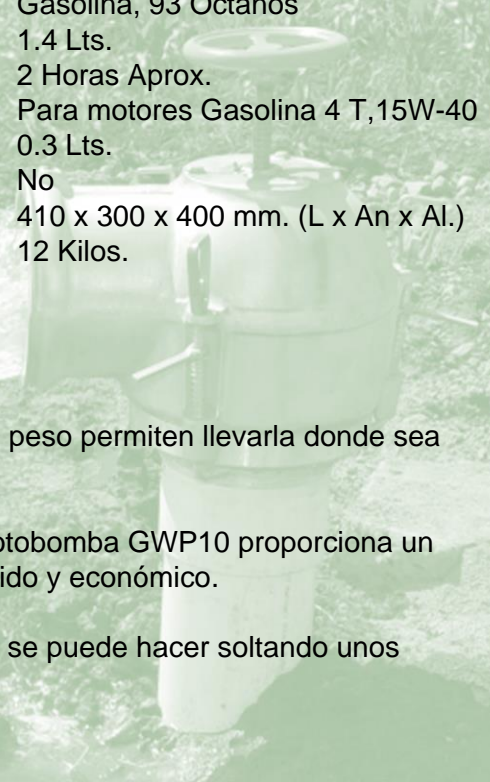 Gasolina, 93 Octanos
1.4 Lts.
2 Horas Aprox.
Para motores Gasolina 4 T,15W-40
0.3 Lts.
No
410 x 300 x 400 mm. (L x An x Al.)
12 Kilos.
peso permiten llevarla donde sea
otobomba GWP10 proporciona un
ido y económico.
se puede hacer soltando unos